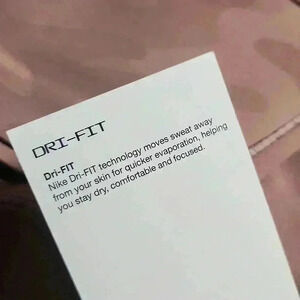 DRI-FIT
Dri-FIT
Nike Dri-FIT technology moves sweat away
from your skin for quicker evaporation, helping
you stay dry, comfortable and focused.